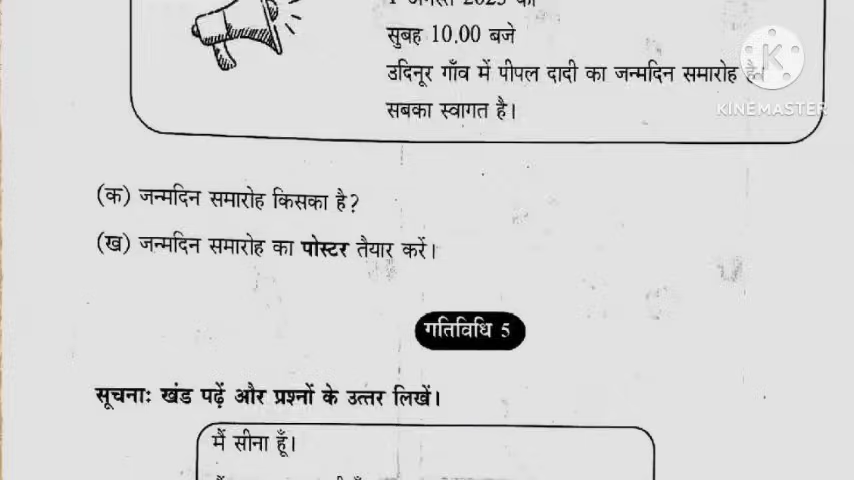 सुबह 10.00 बजे
उदिनूर गाँव में पीपल दादी का जन्मदिन समारोह है।
सबका स्वागत है।
KINEMASTER
(क) जन्मदिन समारोह किसका है?
(ख) जन्मदिन समारोह का पोस्टर तैयार करें।
गतिविधि 5
सूचनाः खंड पढ़ें और प्रश्नों के उत्तर लिखें।
मैं सीना हूँ।